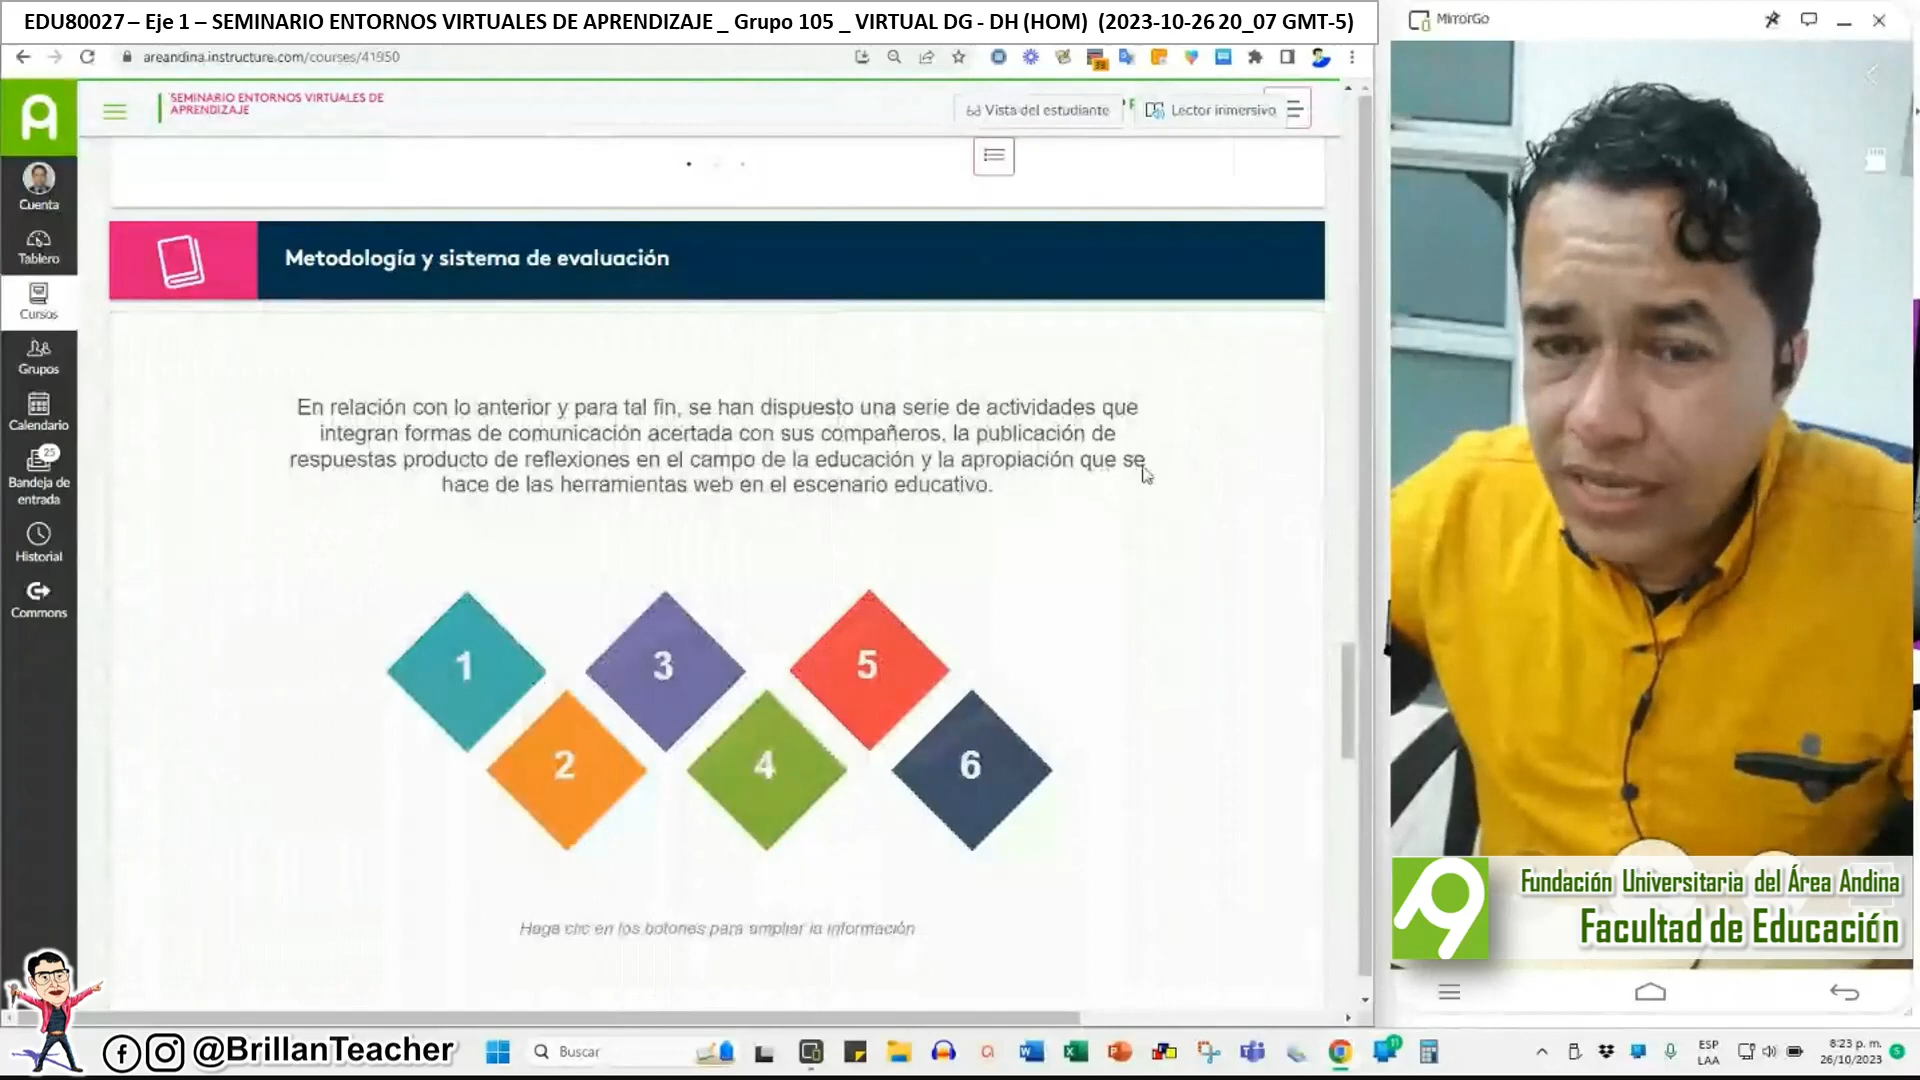 EDU80027 – Eje 1 – SEMINARIO ENTORNOS VIRTUALES DE APRENDIZAJE _ Grupo 105 _ VIRTUAL DG - DH (HOM) (2023-10-26 20_07 GMT-5)
MirrorGo
areandina.instructure.com/courses/41950
SEMINARIO ENTORNOS VIRTUALES DE
APRENDIZAJE
Vista del estudiante
Lector inmersivo
Cuenta
Tablero
Cursos
Grupos
Calendario
25
Bandeja de
entrada
Historial
Commons
Metodología y sistema de evaluación
En relación con lo anterior y para tal fin, se han dispuesto una serie de actividades que
integran formas de comunicación acertada con sus compañeros, la publicación de
respuestas producto de reflexiones en el campo de la educación y la apropiación que se
hace de las herramientas web en el escenario educativo.
1
3
5
2
4
6
Haga clic en los botones para ampliar la información
Fundación Universitaria del Área Andina
Facultad de Educación
@BrillanTeacher
Buscar
ESP
LAA
8:23 p. m.
26/10/2023